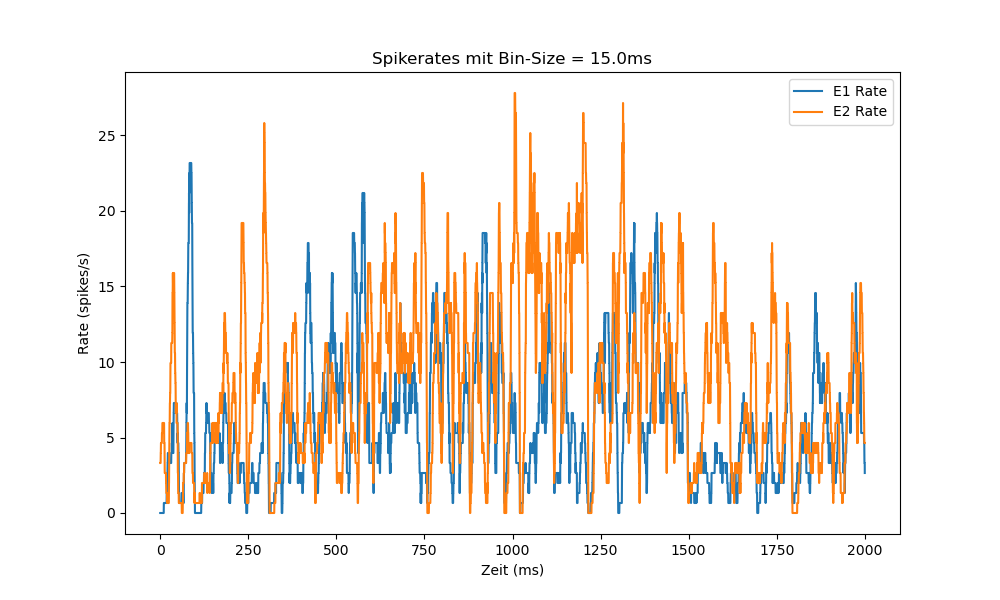 Spikerates mit Bin-Size = 15.0ms
E1 Rate
E2 Rate
Rate (spikes/s)
25
20
15
10
5
0
0 250 500 750 1000 1250 1500 1750 2000
Zeit (ms)